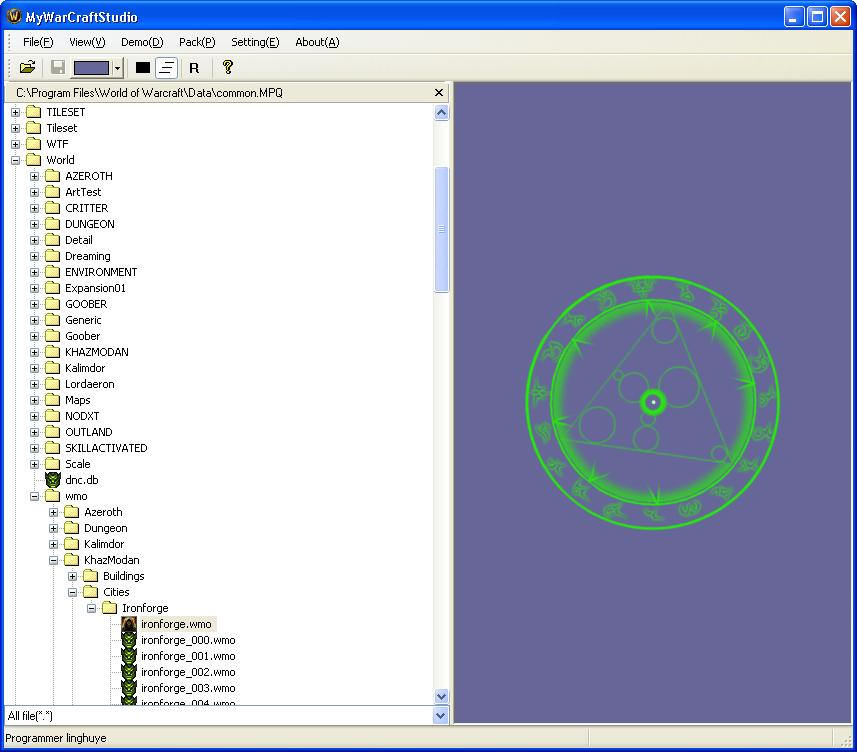 MyWarCraftStudio
File(F) View(V) Demo(D) Pack(P) Setting(E) About(A)
R ?
C:\Program Files\World of Warcraft\Data\common.MPQ
TILESET
Tileset
WTF
World
AZEROTH
ArtTest
CRITTER
DUNGEON
Detail
Dreaming
ENVIRONMENT
Expansion01
GOOBER
Generic
Goober
KHAZMODAN
Kalimdor
Lordaeron
Maps
NODXT
OUTLAND
SKILLACTIVATED
Scale
dnc.db
wmo
Azeroth
Dungeon
Kalimdor
KhazModan
Buildings
Cities
Ironforge
ironforge.wmo
ironforge_000.wmo
ironforge_001.wmo
ironforge_002.wmo
ironforge_003.wmo
ironforge_004.wmo
All file(*.*)
Programmer linghuye